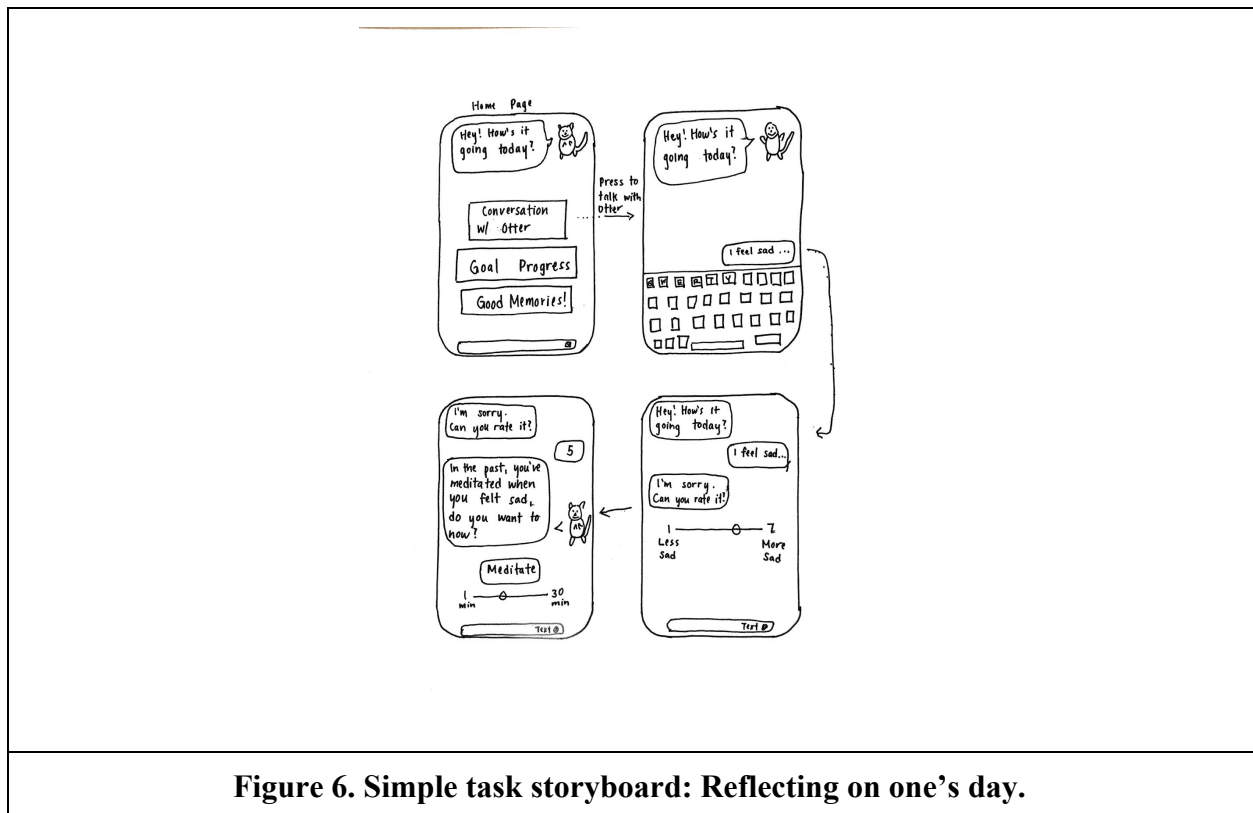 Home Page
Hey! How's it
going today?
Conversation
w/ Otter
Goal Progress
Good Memories!
Press to
talk with
Otter
Hey! How's it
going today?
I feel sad...
Q W E R T Y
Hey! How's it
going today?
I feel sad...
I'm sorry.
Can you rate it?
1 7
Less More
Sad Sad
Text
I'm sorry.
Can you rate it?
5
In the past, you've
meditated when
you felt sad,
do you want to
now?
Meditate
1 30
min min
Text
Figure 6. Simple task storyboard: Reflecting on one's day.